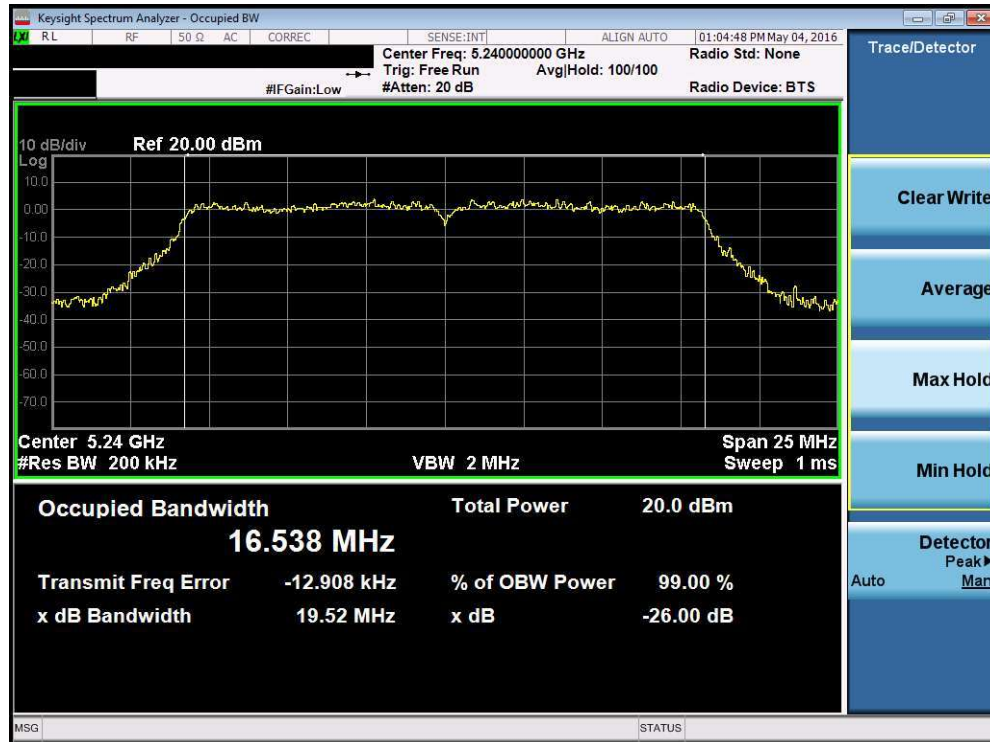 Keysight Spectrum Analyzer - Occupied BW
LXI RL RF 50 Ω AC CORREC SENSE:INT ALIGN AUTO 01:04:48 PM May 04, 2016
Center Freq: 5.240000000 GHz Radio Std: None
Trig: Free Run Avg|Hold: 100/100
#IFGain:Low #Atten: 20 dB Radio Device: BTS
10 dB/div Ref 20.00 dBm
Log
10.0
0.00
-10.0
-20.0
-30.0
-40.0
-50.0
-60.0
-70.0
Center 5.24 GHz Span 25 MHz
#Res BW 200 kHz VBW 2 MHz Sweep 1 ms
Occupied Bandwidth Total Power 20.0 dBm
16.538 MHz
Transmit Freq Error -12.908 kHz % of OBW Power 99.00 %
x dB Bandwidth 19.52 MHz x dB -26.00 dB
Trace/Detector
Clear Write
Average
Max Hold
Min Hold
Detector
Peak▶
Auto Man
MSG STATUS